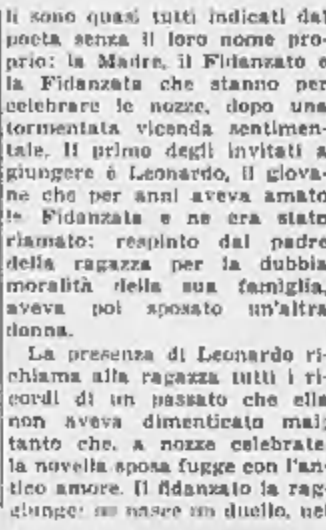 li sono quasi tutti indicati dal
poeta senza il loro nome pro-
prio: la Madre, il Fidanzato e
la Fidanzata che stanno per
celebrare le nozze, dopo una
tormentata vicenda sentimen-
tale. Il primo degli invitati a
giungere è Leonardo, il giova-
ne che per anni aveva amato
la Fidanzata e ne era stato
riamato: respinto dal padre
della ragazza per la dubbia
moralità della sua famiglia,
aveva poi sposato un'altra
donna.
La presenza di Leonardo ri-
chiama alla ragazza tutti i ri-
cordi di un passato che ella
non aveva dimenticato mai;
tanto che, a nozze celebrate
la novella sposa fugge con l'an-
tico amore. Il fidanzato la rag-
giunge: ne nasce un duello, ne